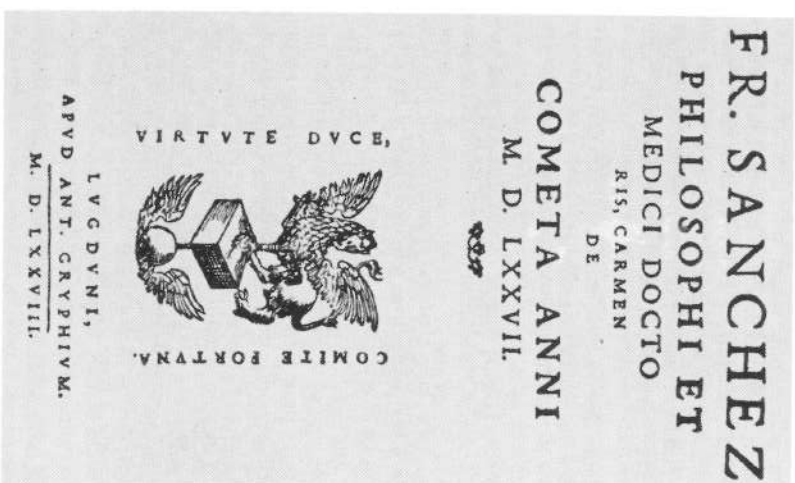 FR. SANCHEZ
PHILOSOPHI ET
MEDICI DOCTO
RIS, CARMEN
DE
COMETA ANNI
M. D. LXXVII.
VIRTVTE DVCE,
COMITE FORTVNA.
LVGDVNI,
APVD ANT. GRYPHIVM.
M. D. LXXVIII.